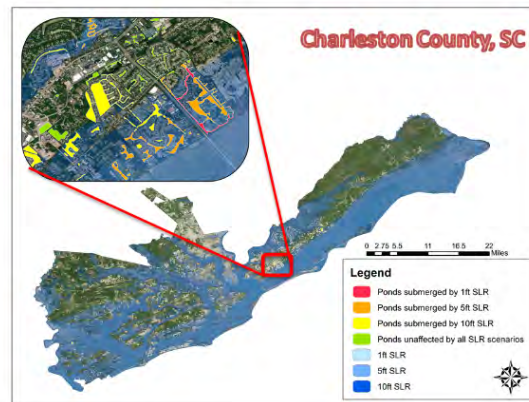 Charleston County, SC
0 2.75 5.5 11 16.5 22
Miles
Legend
Ponds submerged by 1ft SLR
Ponds submerged by 5ft SLR
Ponds submerged by 10ft SLR
Ponds unaffected by all SLR scenarios
1ft SLR
5ft SLR
10ft SLR